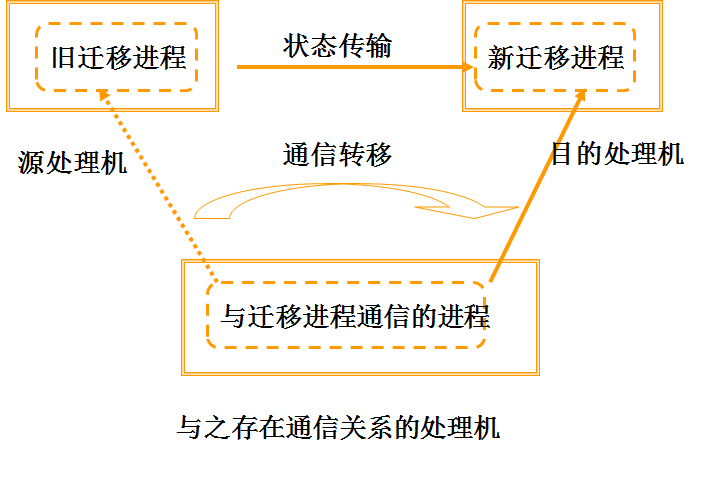 旧迁移进程
状态传输
新迁移进程
源处理机
通信转移
目的处理机
与迁移进程通信的进程
与之存在通信关系的处理机